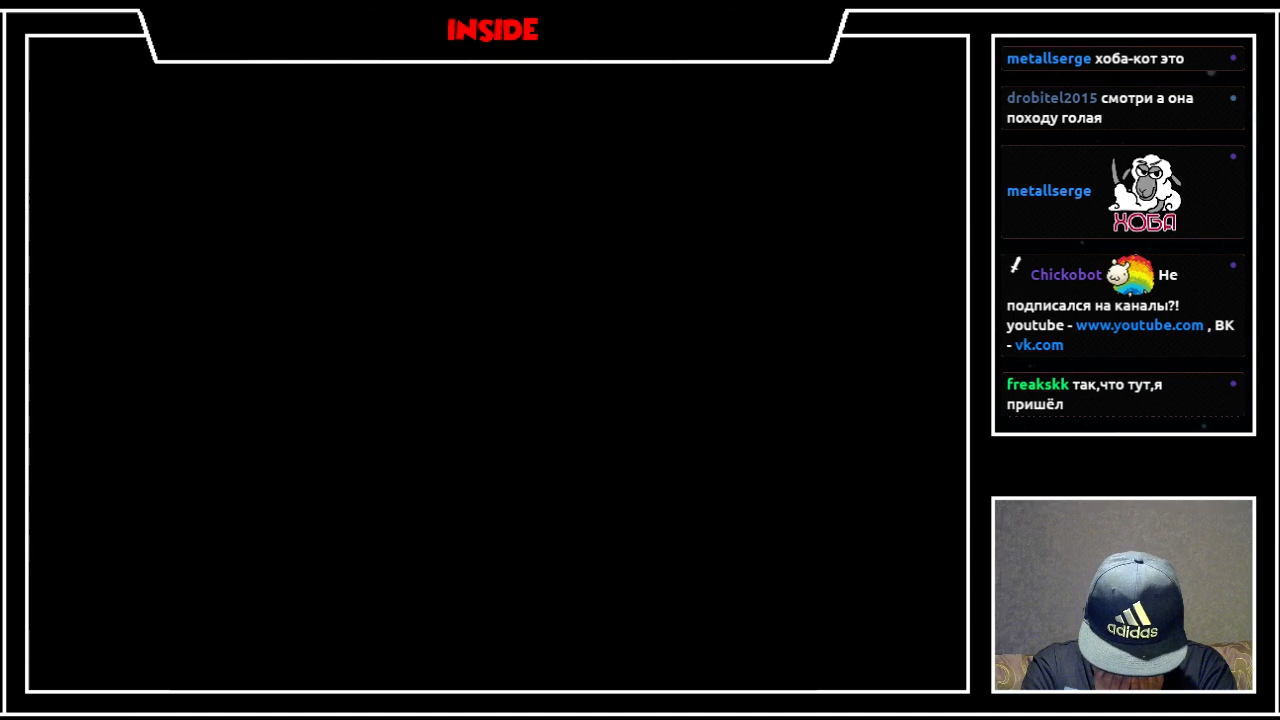 INSIDE
metallserge хоба-кот это
drobitel2015 смотри а она
походу голая
metallserge
ХОБА
Chickobot Не
подписался на каналы?!
youtube - www.youtube.com , ВК
- vk.com
freakskk так,что тут,я
пришёл
adidas